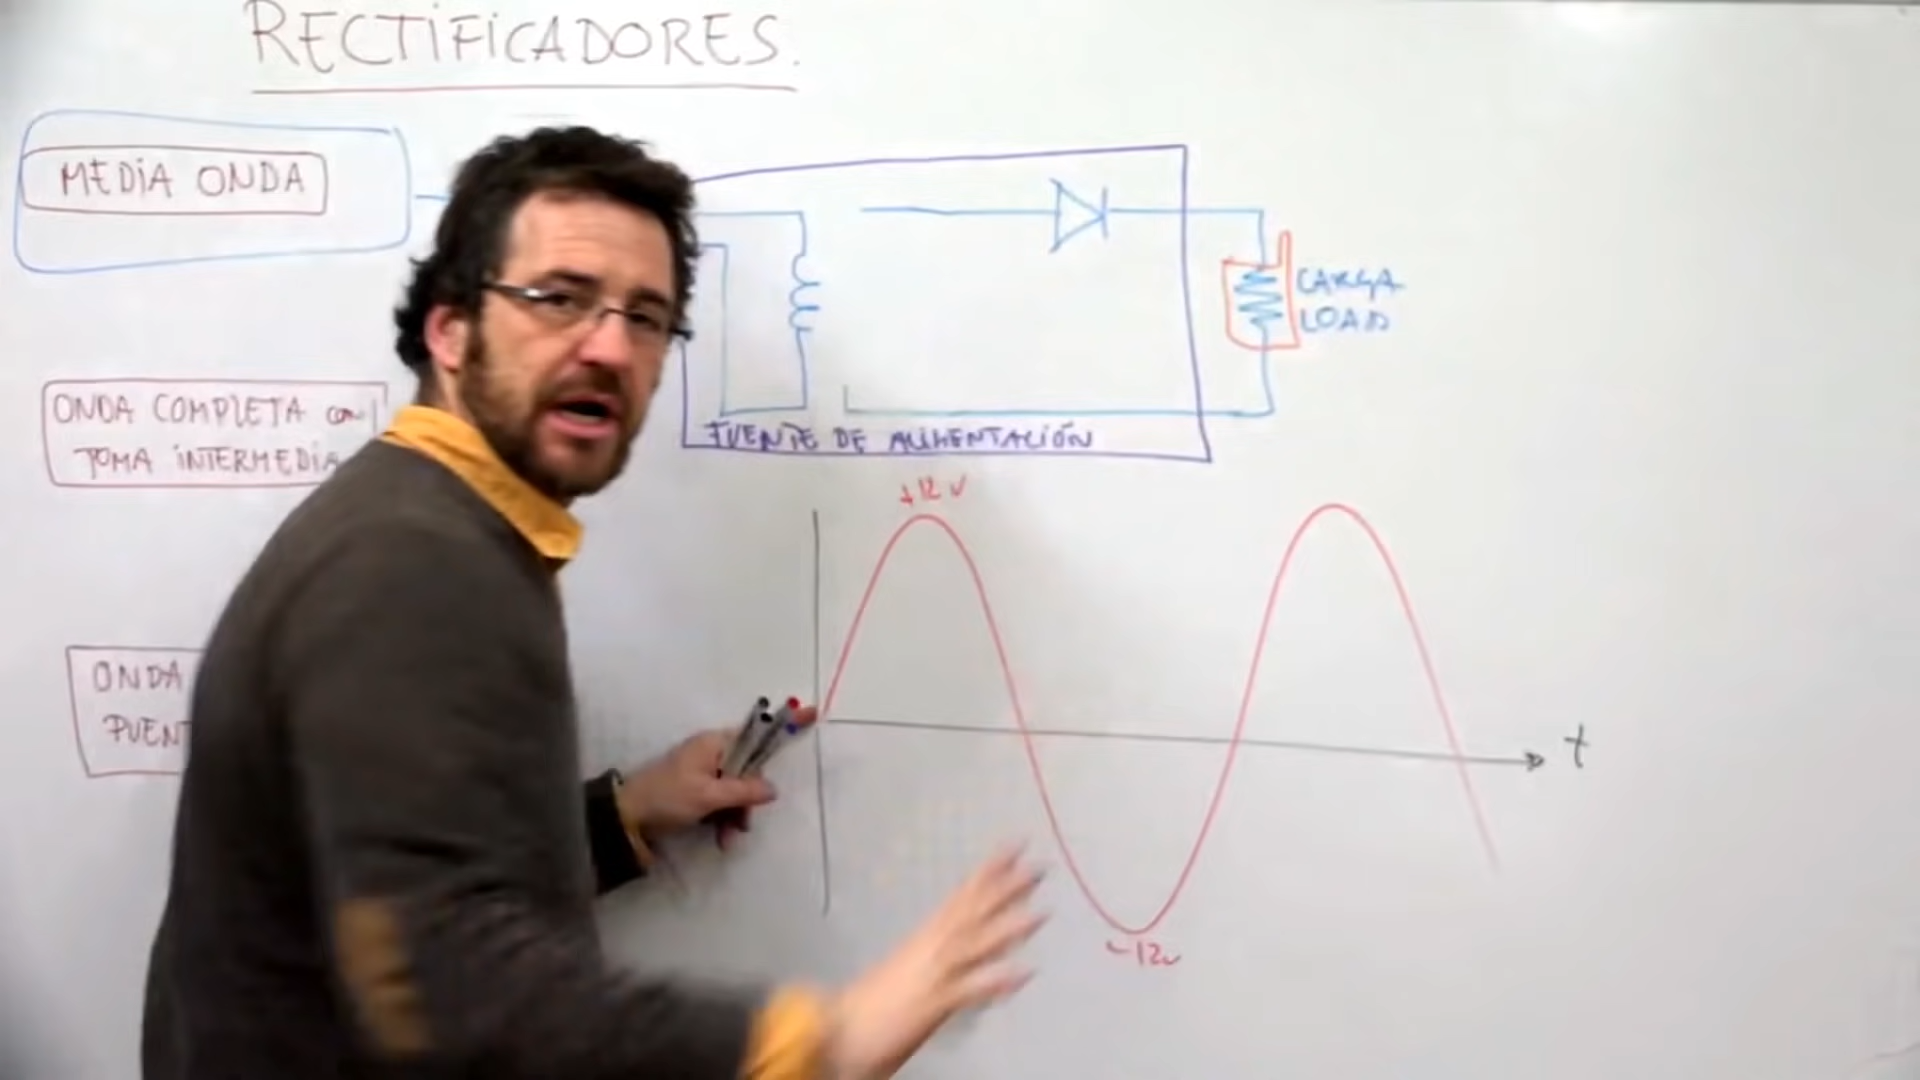 RECTIFICADORES.
MEDIA ONDA
CARGA
LOAD
ONDA COMPLETA con
TOMA INTERMEDIA
FUENTE DE ALIMENTACIÓN
+12 V
ONDA
PUENT
t
-12v